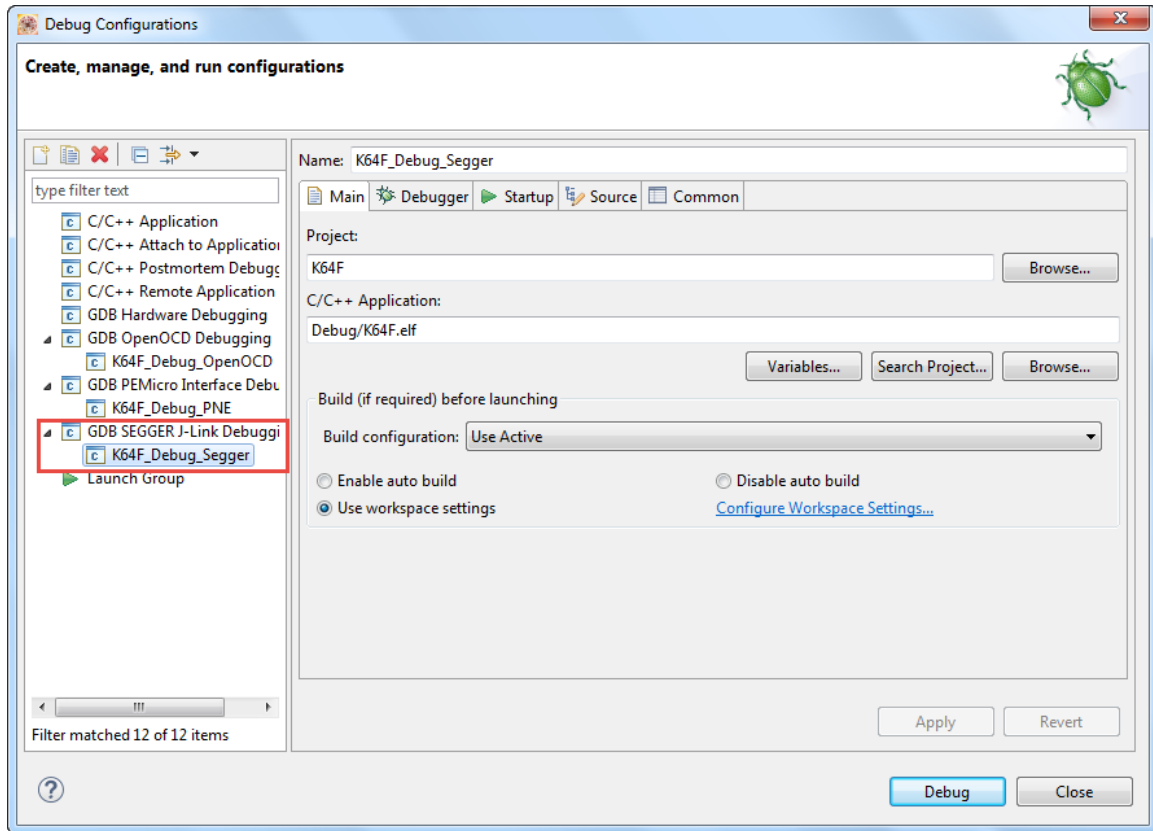 Debug Configurations
Create, manage, and run configurations
type filter text
C/C++ Application
C/C++ Attach to Application
C/C++ Postmortem Debugg
C/C++ Remote Application
GDB Hardware Debugging
GDB OpenOCD Debugging
K64F_Debug_OpenOCD
GDB PEMicro Interface Debu
K64F_Debug_PNE
GDB SEGGER J-Link Debuggi
K64F_Debug_Segger
Launch Group
Filter matched 12 of 12 items
Name: K64F_Debug_Segger
Main Debugger Startup Source Common
Project:
K64F Browse...
C/C++ Application:
Debug/K64F.elf
Variables... Search Project... Browse...
Build (if required) before launching
Build configuration: Use Active
Enable auto build Disable auto build
Use workspace settings Configure Workspace Settings...
Apply Revert
Debug Close